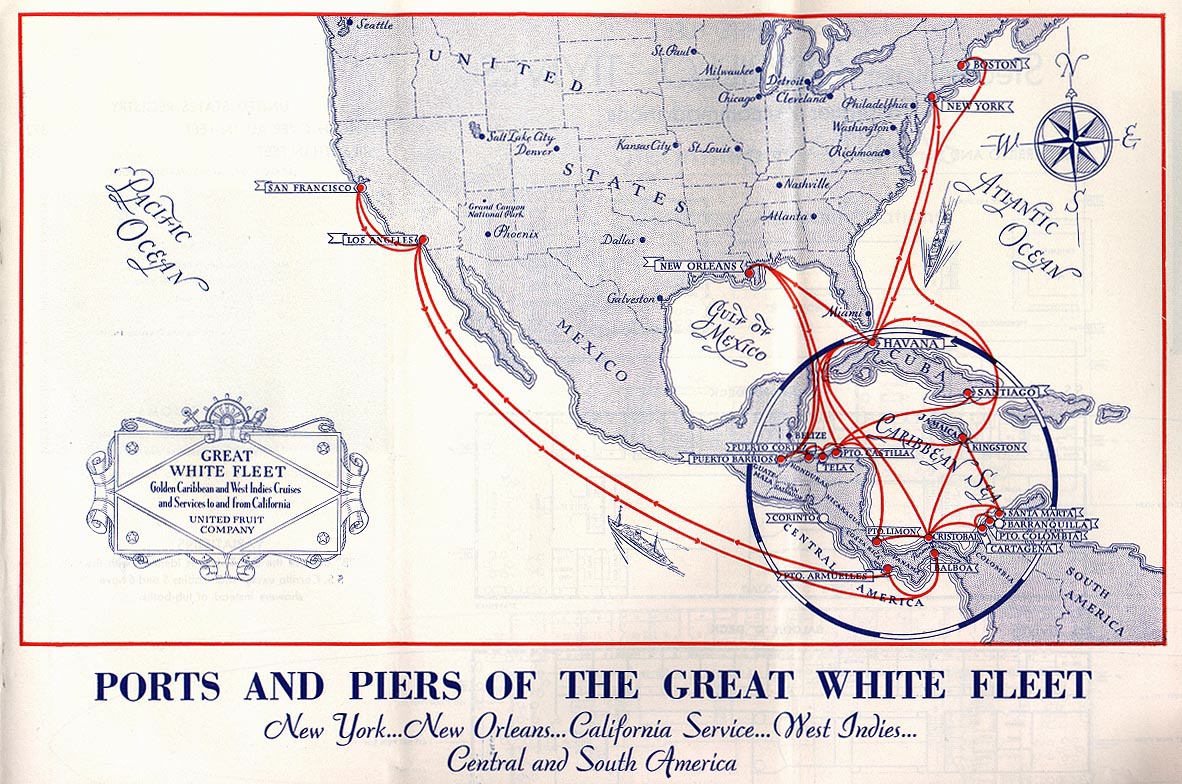 Seattle
UNITED
STATES
St. Paul
Milwaukee
Detroit
Chicago
Cleveland
BOSTON
NEW YORK
Philadelphia
Washington
Richmond
N
W
E
S
Salt Lake City
Denver
Kansas City
St. Louis
Nashville
Atlanta
SAN FRANCISCO
Grand Canyon
National Park
Phoenix
Dallas
LOS ANGELES
PACIFIC
OCEAN
ATLANTIC
OCEAN
NEW ORLEANS
Galveston
Miami
GULF OF
MEXICO
MEXICO
HAVANA
CUBA
SANTIAGO
JAMAICA
KINGSTON
CARIBBEAN SEA
BELIZE
PUERTO BARRIOS
PTO. CASTILLA
TELA
HONDURAS
CORINTO
PTO. LIMON
CRISTOBAL
SANTA MARTA
BARRANQUILLA
PTO. COLOMBIA
CARTAGENA
COLOMBIA
BALBOA
PTO. ARMUELLES
CENTRAL
AMERICA
SOUTH
AMERICA
GREAT
WHITE FLEET
Golden Caribbean and West Indies Cruises
and Services to and from California
UNITED FRUIT
COMPANY
PORTS AND PIERS OF THE GREAT WHITE FLEET
New York...New Orleans...California Service...West Indies...
Central and South America